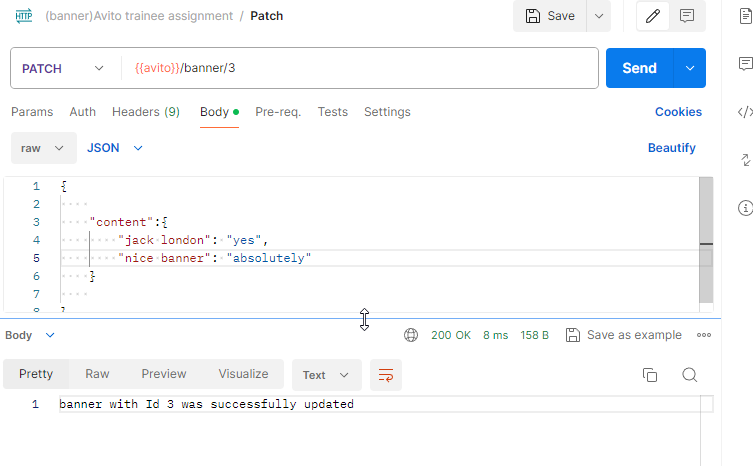 HTTP (banner)Avito trainee assignment / Patch Save
PATCH {{avito}}/banner/3 Send
Params Auth Headers (9) Body Pre-req. Tests Settings Cookies
raw JSON Beautify
1 {
2
3 "content":{
4 "jack london": "yes",
5 "nice banner": "absolutely"
6 }
7
8 }
Body 200 OK 8 ms 158 B Save as example
Pretty Raw Preview Visualize Text
1 banner with Id 3 was successfully updated